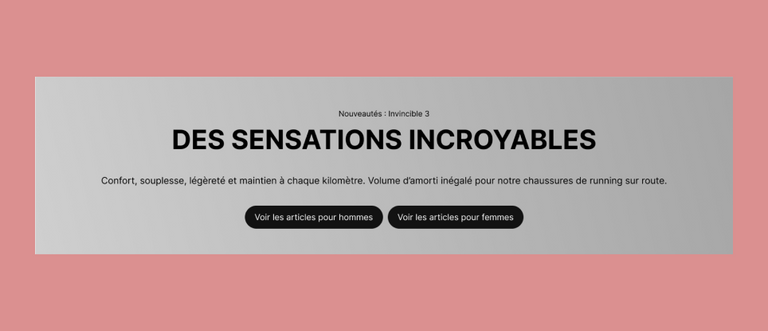 Nouveautés : Invincible 3
DES SENSATIONS INCROYABLES
Confort, souplesse, légèreté et maintien à chaque kilomètre. Volume d’amorti inégalé pour notre chaussures de running sur route.
Voir les articles pour hommes
Voir les articles pour femmes